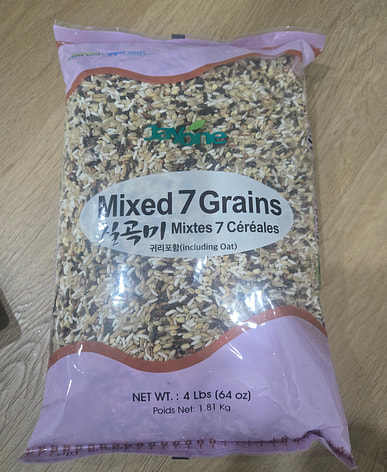 Jayone
Mixed 7 Grains
칠곡미 Mixtes 7 Céréales
귀리포함(including Oat)
NET WT. : 4 Lbs (64 oz)
Poids Net: 1.81 Kg